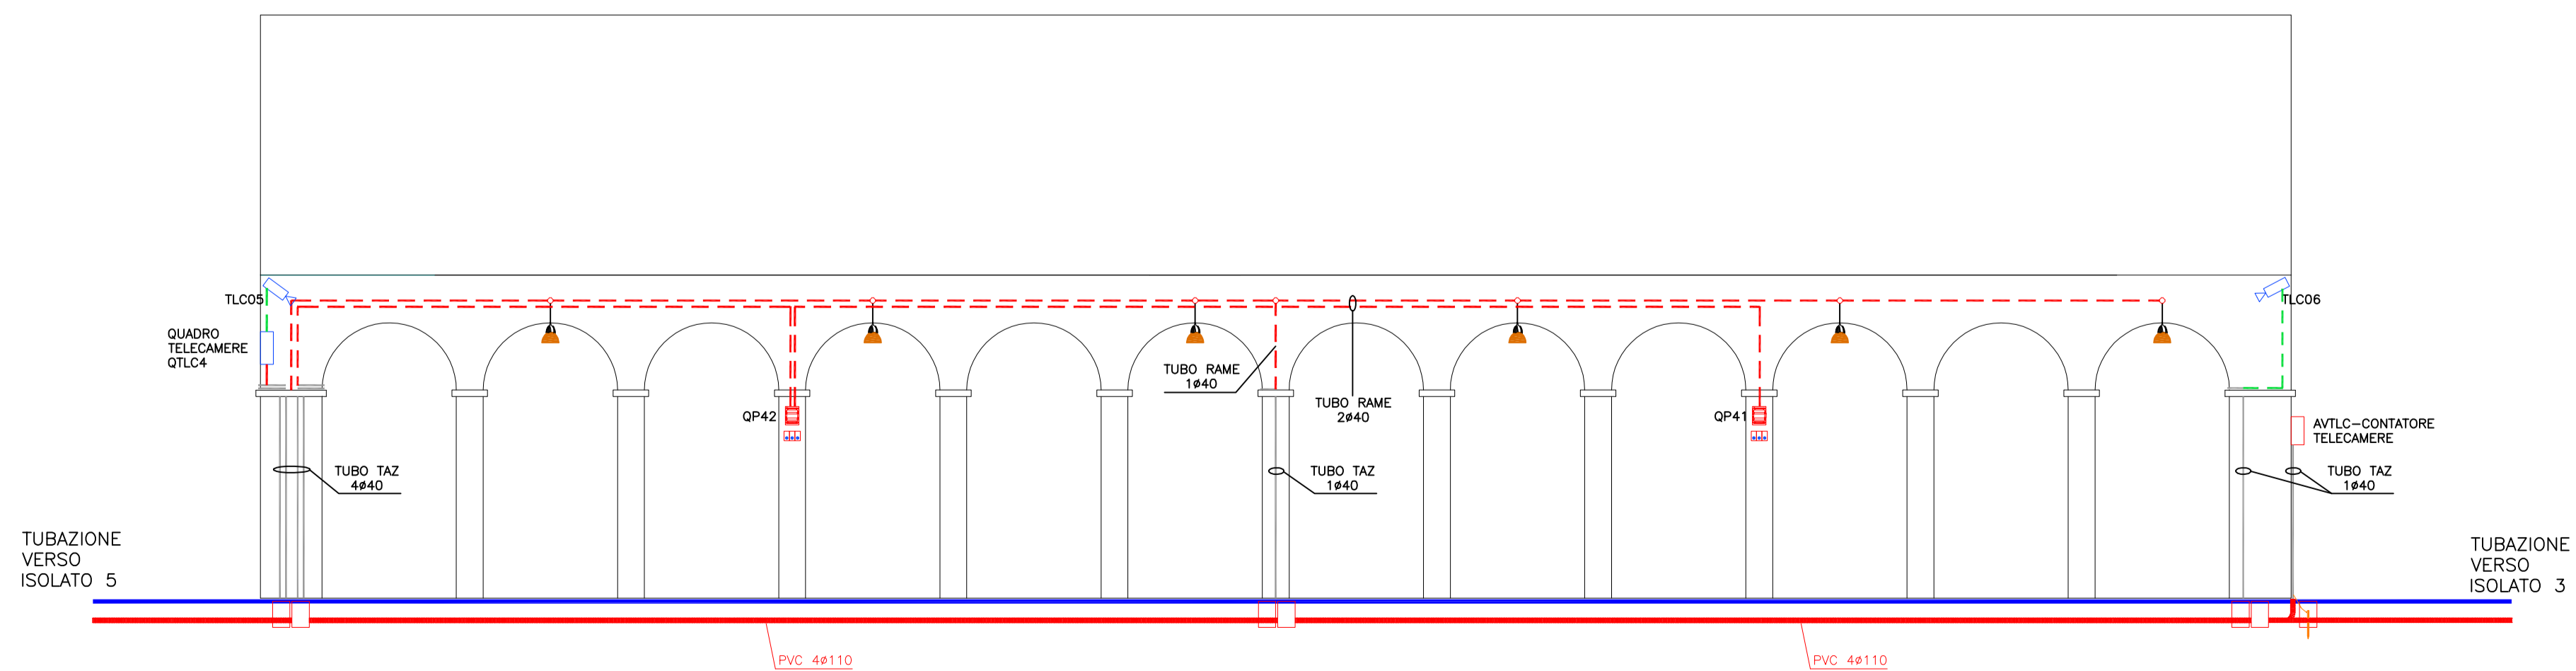 TLC05
TLC06
QUADRO
TELECAMERE
QTLC4
TUBO RAME
1ø40
TUBO RAME
2ø40
QP42
QP41
AVTLC-CONTATORE
TELECAMERE
TUBO TAZ
4ø40
TUBO TAZ
1ø40
TUBO TAZ
1ø40
TUBAZIONE
VERSO
ISOLATO 5
TUBAZIONE
VERSO
ISOLATO 3
PVC 4ø110
PVC 4ø110